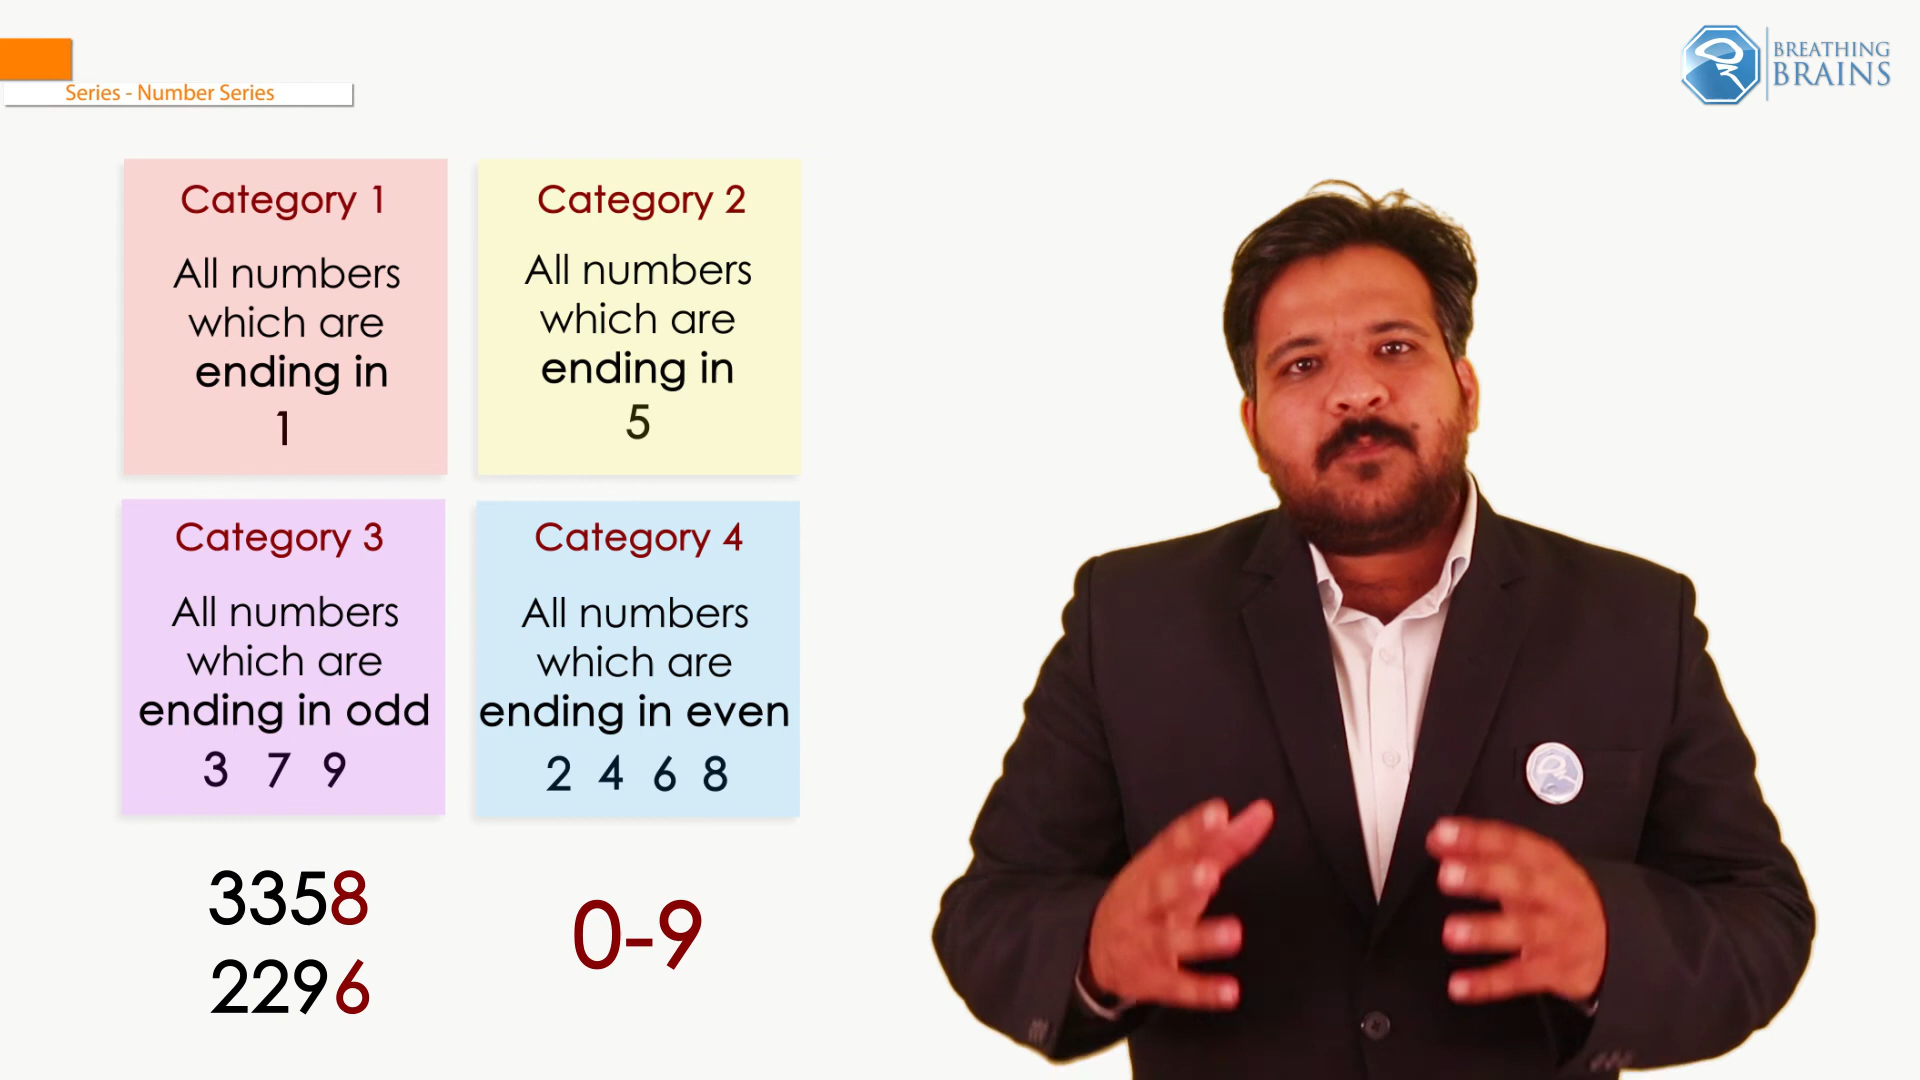 Series - Number Series
BREATHING
BRAINS
Category 1
All numbers
which are
ending in
1
Category 2
All numbers
which are
ending in
5
Category 3
All numbers
which are
ending in odd
3 7 9
Category 4
All numbers
which are
ending in even
2 4 6 8
3358
2296
0-9